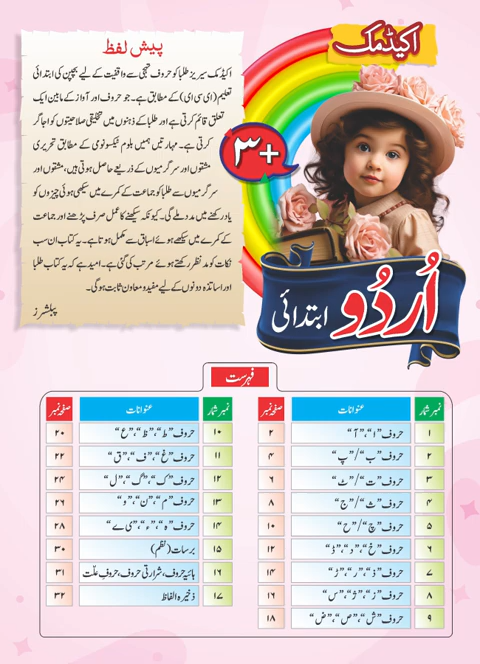 اکیڈمک
پیش لفظ
اکیڈمک سیریز طلبا کو حروف تہجی سے واقفیت کے لیے بچپن کی ابتدائی
تعلیم (ای سی ای) کے مطابق ہے۔ جو حروف اور آواز کے مابین ایک
تعلق قائم کرتی ہے اور طلبا کے ذہنوں میں تخلیقی صلاحیتوں کو اجاگر
کرتی ہے۔ مہارتیں ہمیں بلوم ٹیکسونومی کے مطابق تحریری
مشقوں اور سرگرمیوں کے ذریعے حاصل ہوتی ہیں، مشقوں اور
سرگرمیوں سے طلبا کو جماعت کے کمرے میں سیکھی ہوئی چیزوں کو
یاد رکھنے میں مدد ملے گی۔ کیونکہ سیکھنے کا عمل صرف پڑھنے اور جماعت
کے کمرے میں سیکھے ہوئے اسباق سے مکمل ہوتا ہے۔ یہ کتاب ان سب
نکات کو مدنظر رکھتے ہوئے مرتب کی گئی ہے۔ امید ہے کہ یہ کتاب طلبا
اور اساتذہ دونوں کے لیے مفید و معاون ثابت ہوگی۔
پبلشرز
۳+
اُردُو ابتدائی
فہرست
نمبر شمار عنوانات صفحہ نمبر
۱ حروف "ا"، "آ" ۲
۲ حروف "ب"/"پ" ۴
۳ حروف "ت"/"ٹ" ۶
۴ حروف "ث"/"ج" ۸
۵ حروف "چ"/"ح" ۱۰
۶ حروف "خ"، "د"، "ڈ" ۱۲
۷ حروف "ذ"، "ر"، "ڑ" ۱۴
۸ حروف "ز"، "ژ"، "س" ۱۶
۹ حروف "ش"، "ص"، "ض" ۱۸
نمبر شمار عنوانات صفحہ نمبر
۱۰ حروف "ط"، "ظ"، "ع" ۲۰
۱۱ حروف "غ"، "ف"، "ق" ۲۲
۱۲ حروف "ک"، "گ"، "ل" ۲۴
۱۳ حروف "م"، "ن"، "و" ۲۶
۱۴ حروف "ہ"، "ء"، "ی ے" ۲۸
۱۵ برسات (نظم) ۳۰
۱۶ ہائیہ حروف، شرارتی حروف، حروفِ علّت ۳۱
۱۷ ذخیرہ الفاظ ۳۲